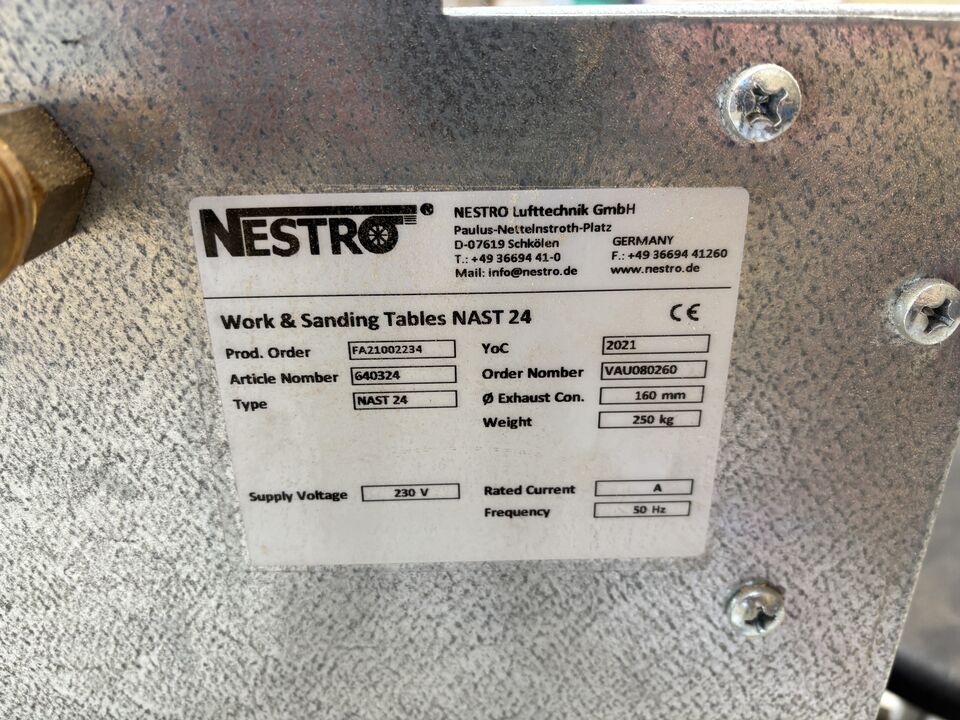 NESTRO®
NESTRO Lufttechnik GmbH
Paulus-Nettelnstroth-Platz
D-07619 Schkölen GERMANY
T.: +49 36694 41-0 F.: +49 36694 41260
Mail: info@nestro.de www.nestro.de
Work & Sanding Tables NAST 24 CE
Prod. Order FA21002234 YoC 2021
Article Nomber 640324 Order Nomber VAU080260
Type NAST 24 Ø Exhaust Con. 160 mm
Weight 250 kg
Supply Voltage 230 V Rated Current A
Frequency 50 Hz